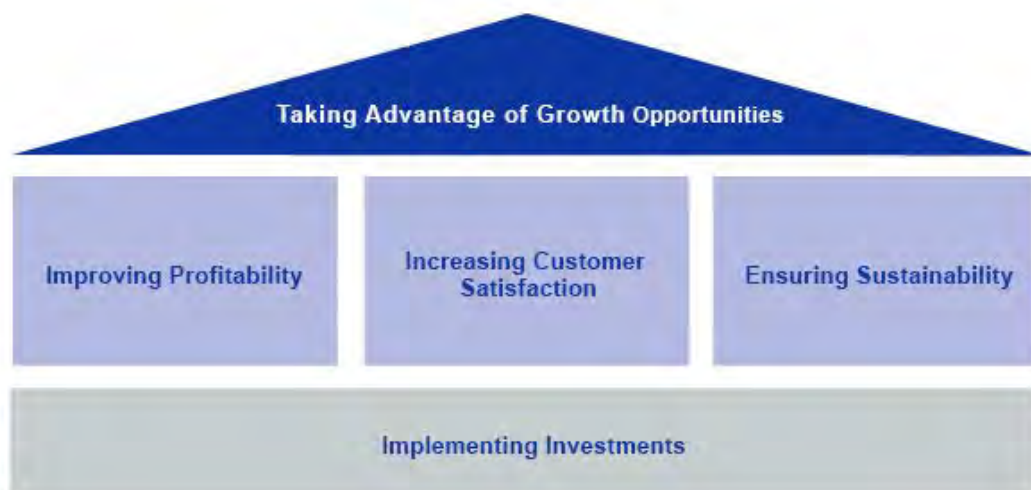 Taking Advantage of Growth Opportunities
Improving Profitability
Increasing Customer
Satisfaction
Ensuring Sustainability
Implementing Investments